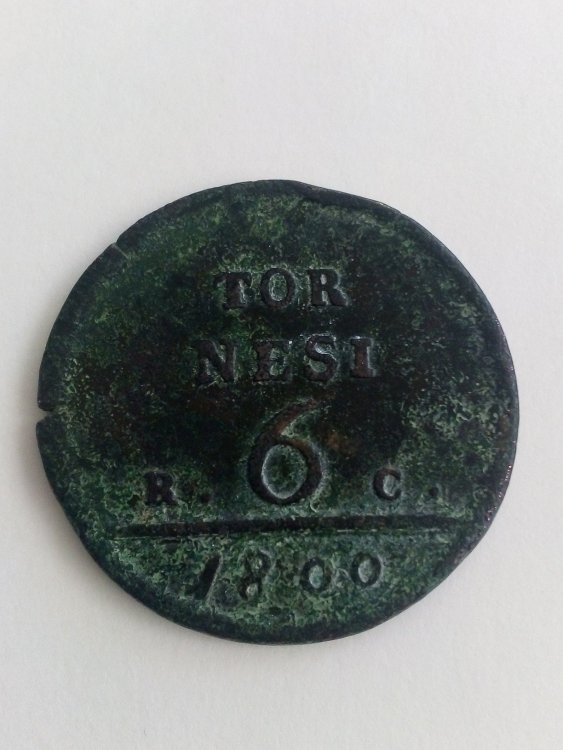 TOR
NESI
6
R. C.
1800